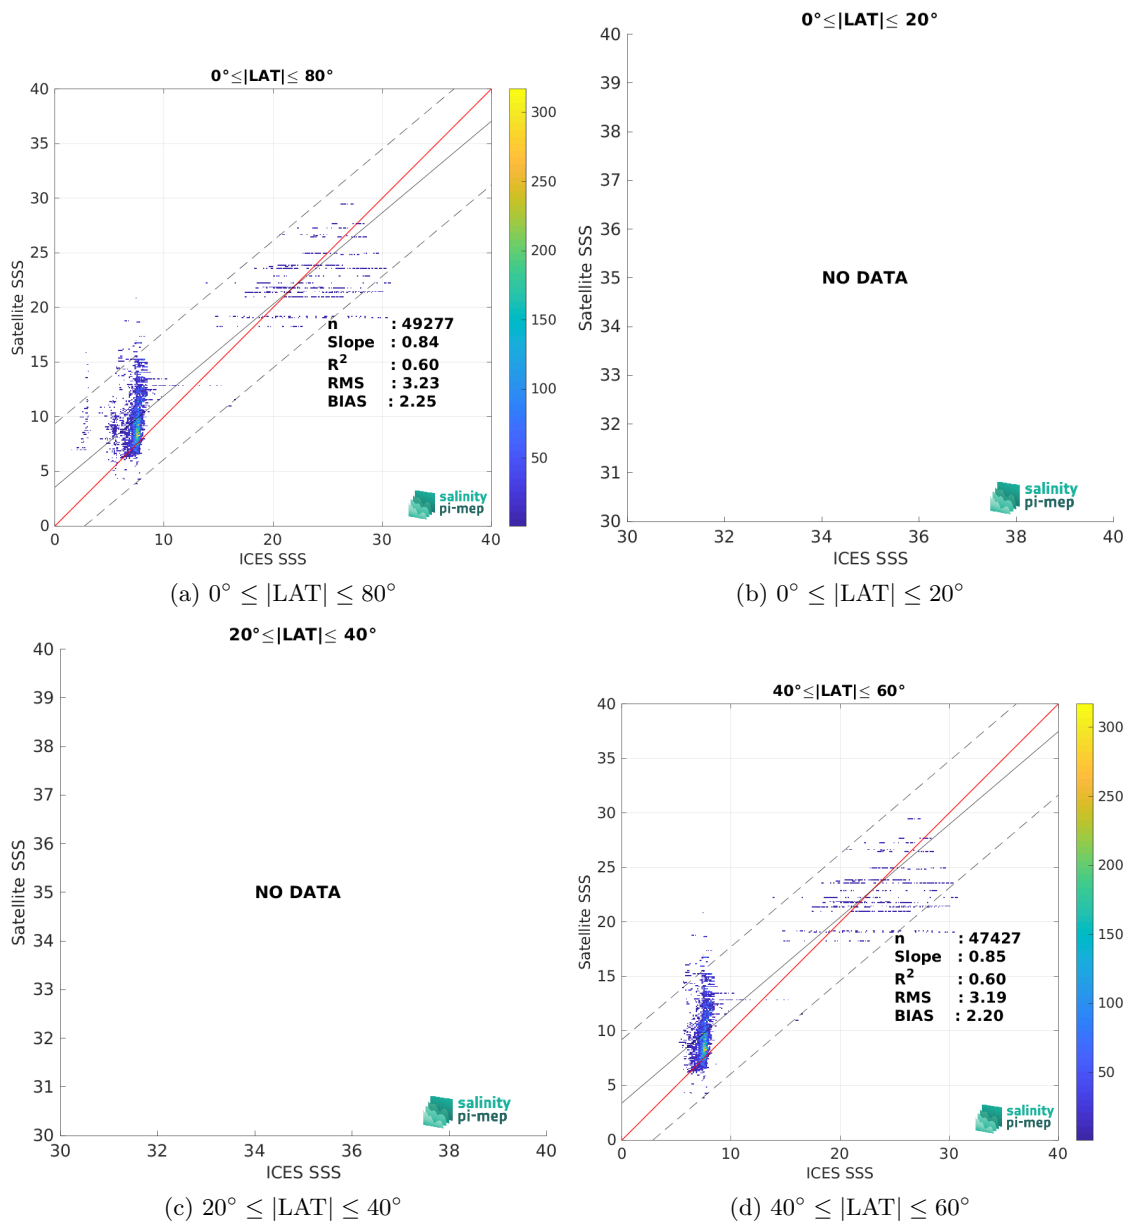 0°≤|LAT|≤ 80°
40
35
30
25
20
15
10
5
0
Satellite SSS
0
10
20
30
40
ICES SSS
n : 49277
Slope : 0.84
R2 : 0.60
RMS : 3.23
BIAS : 2.25
300
250
200
150
100
50
salinity
pi-mep
(a) 0° ≤ |LAT| ≤ 80°
0°≤|LAT|≤ 20°
40
39
38
37
36
35
34
33
32
31
30
Satellite SSS
NO DATA
30
32
34
36
38
40
ICES SSS
salinity
pi-mep
(b) 0° ≤ |LAT| ≤ 20°
20°≤|LAT|≤ 40°
40
39
38
37
36
35
34
33
32
31
30
Satellite SSS
NO DATA
30
32
34
36
38
40
ICES SSS
salinity
pi-mep
(c) 20° ≤ |LAT| ≤ 40°
40°≤|LAT|≤ 60°
40
35
30
25
20
15
10
5
0
Satellite SSS
0
10
20
30
40
ICES SSS
n : 47427
Slope : 0.85
R2 : 0.60
RMS : 3.19
BIAS : 2.20
300
250
200
150
100
50
salinity
pi-mep
(d) 40° ≤ |LAT| ≤ 60°